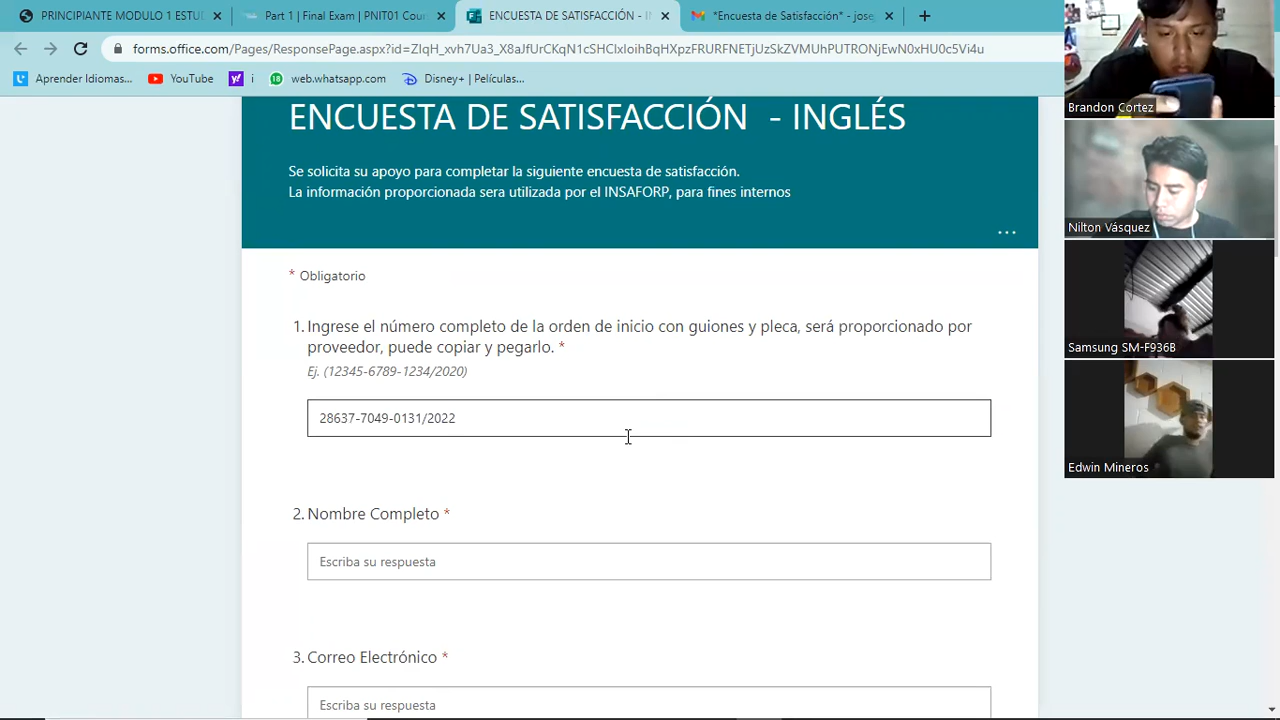 PRINCIPIANTE MODULO 1 ESTU
Part 1 | Final Exam | PNIT01Cour
ENCUESTA DE SATISFACCIÓN - IN
*Encuesta de Satisfacción* - jose
forms.office.com/Pages/ResponsePage.aspx?id=ZIqH_xvh7Ua3_X8aJfUrCKqN1cSHCIxIoihBqHXpzFRURFNETjUzSkZVMUhPUTRONjEwN0xHU0c5Vi4u
Aprender Idiomas...
YouTube
i
web.whatsapp.com
Disney+ | Películas...
ENCUESTA DE SATISFACCIÓN - INGLÉS
Se solicita su apoyo para completar la siguiente encuesta de satisfacción.
La información proporcionada sera utilizada por el INSAFORP, para fines internos
...
* Obligatorio
1. Ingrese el número completo de la orden de inicio con guiones y pleca, será proporcionado por
proveedor, puede copiar y pegarlo. *
Ej. (12345-6789-1234/2020)
28637-7049-0131/2022
2. Nombre Completo *
Escriba su respuesta
3. Correo Electrónico *
Escriba su respuesta
Brandon Cortez
Nilton Vásquez
Samsung SM-F936B
Edwin Mineros